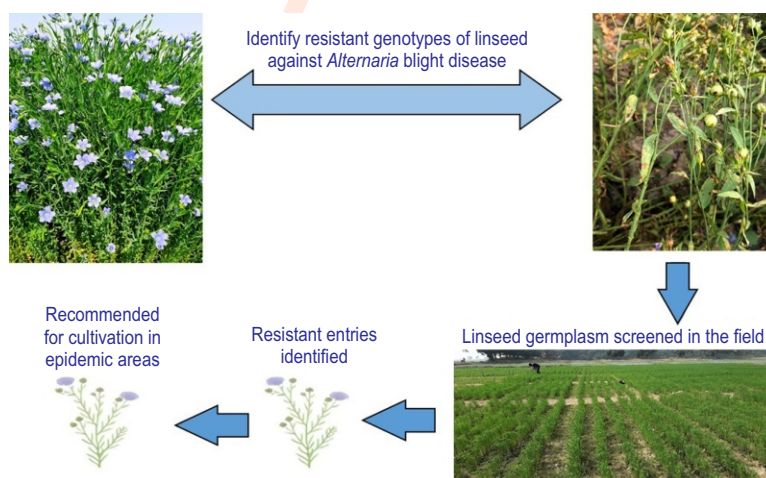 Identify resistant genotypes of linseed
against Alternaria blight disease
Linseed germplasm screened in the field
Resistant entries
identified
Recommended
for cultivation in
epidemic areas